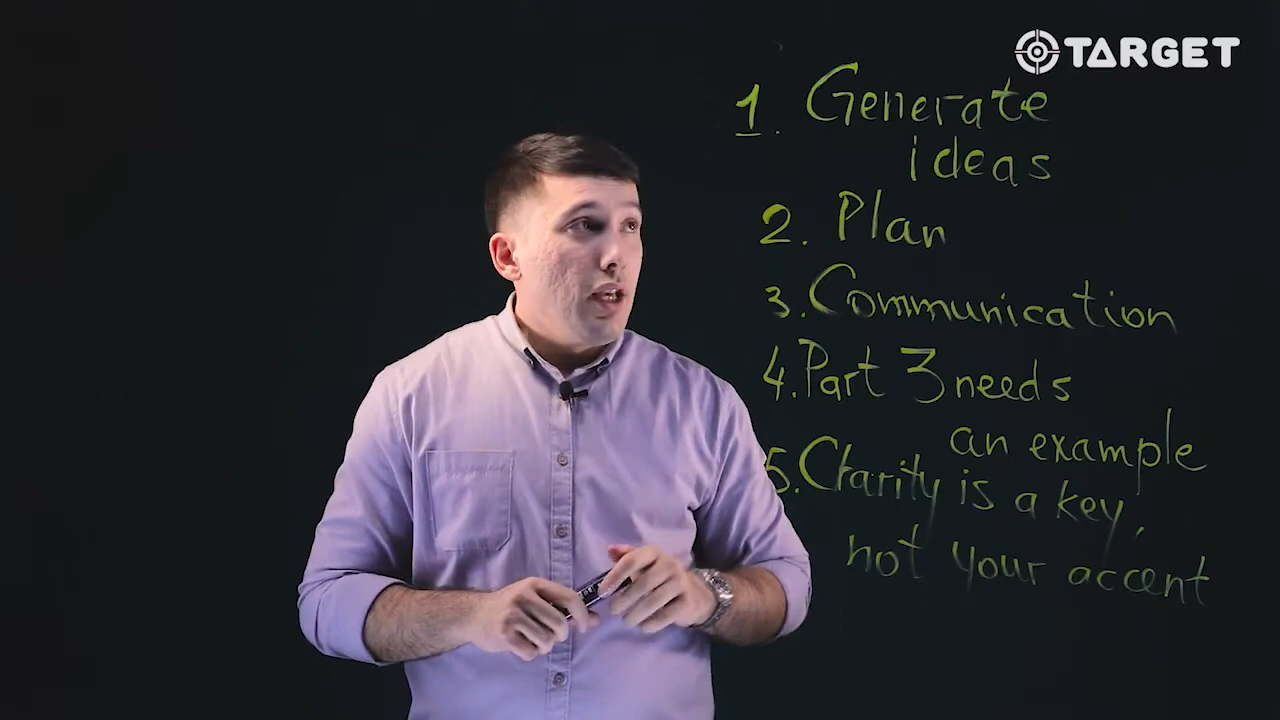 TARGET
1. Generate
ideas
2. Plan
3. Communication
4. Part 3 needs
an example
5. Clarity is a key,
not your accent